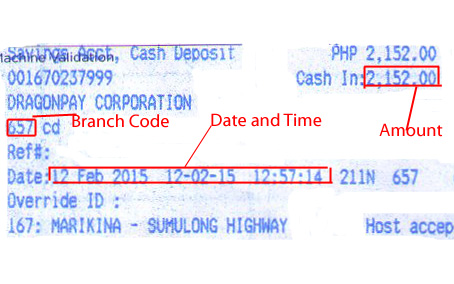 Machine Validation
Savings Acct, Cash Deposit PHP 2,152.00
001670237999 Cash In: 2,152.00
DRAGONPAY CORPORATION
657 cd Branch Code Date and Time Amount
Ref#:
Date: 12 Feb 2015 12-02-15 12:57:14 211N 657
Override ID :
167: MARIKINA - SUMULONG HIGHWAY Host accep